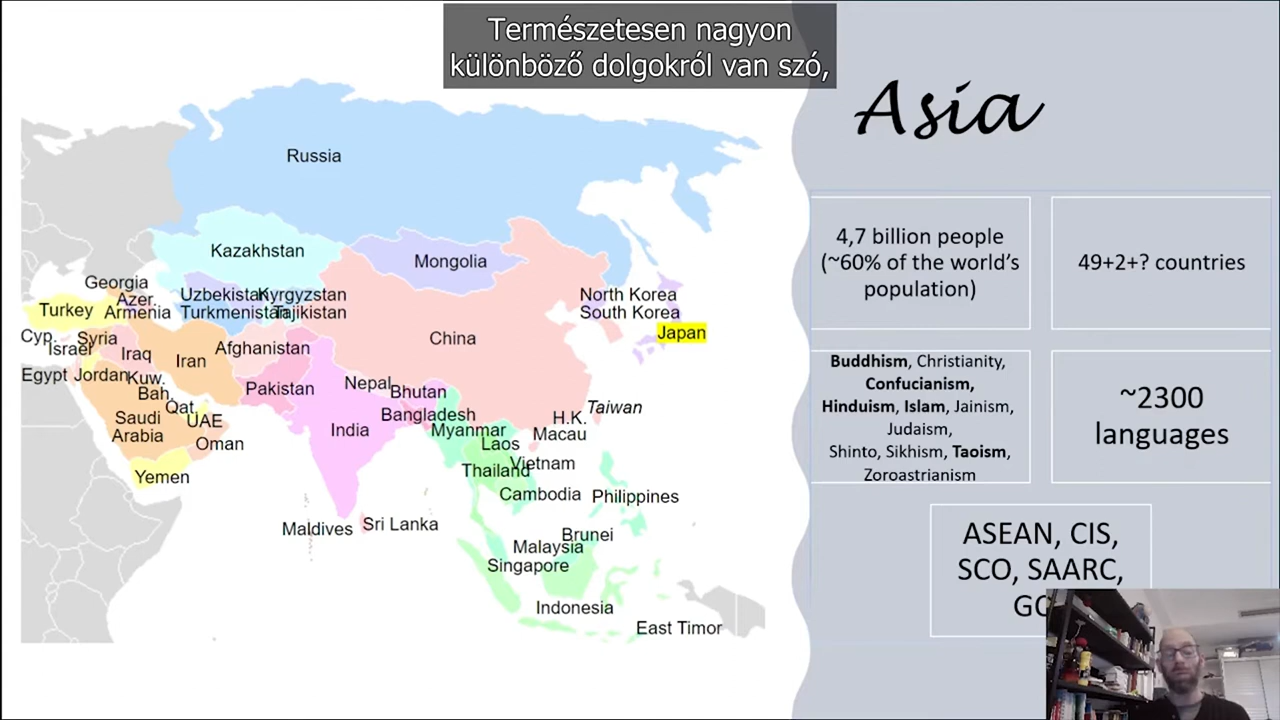 Természetesen nagyon
különböző dolgokról van szó,
Asia
Russia
Kazakhstan
Mongolia
Georgia
Uzbekistan
Kyrgyzstan
Azer.
Turkey
Armenia
Turkmenistan
Tajikistan
North Korea
South Korea
Japan
Cyp.
Syria
Israel
Iraq
Iran
Afghanistan
China
Egypt
Jordan
Kuw.
Pakistan
Nepal
Bhutan
Bah.
Qat.
Saudi
Arabia
UAE
Bangladesh
Taiwan
H.K.
Macau
India
Myanmar
Oman
Laos
Yemen
Thailand
Vietnam
Cambodia
Philippines
Maldives
Sri Lanka
Brunei
Malaysia
Singapore
Indonesia
East Timor
4,7 billion people
(~60% of the world's
population)
49+2+? countries
Buddhism, Christianity,
Confucianism,
Hinduism, Islam, Jainism,
Judaism,
Shinto, Sikhism, Taoism,
Zoroastrianism
~2300
languages
ASEAN, CIS,
SCO, SAARC,